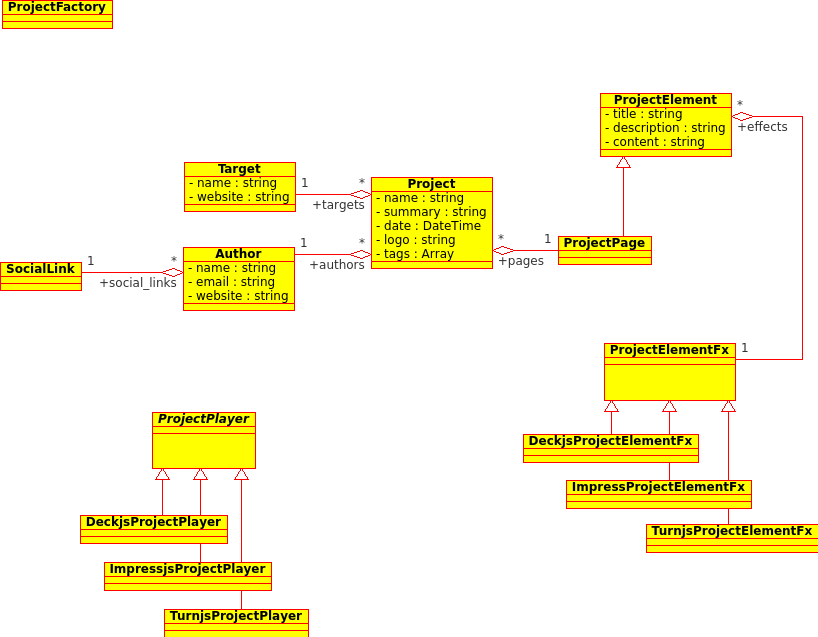 ProjectFactory
ProjectElement
- title : string
- description : string
- content : string
*
+effects
Target
- name : string
- website : string
1
*
+targets
Project
- name : string
- summary : string
- date : DateTime
- logo : string
- tags : Array
*
1
+pages
ProjectPage
Author
- name : string
- email : string
- website : string
1
*
+authors
SocialLink
1
*
+social_links
ProjectElementFx
1
DeckjsProjectElementFx
ImpressProjectElementFx
TurnjsProjectElementFx
ProjectPlayer
DeckjsProjectPlayer
ImpressjsProjectPlayer
TurnjsProjectPlayer